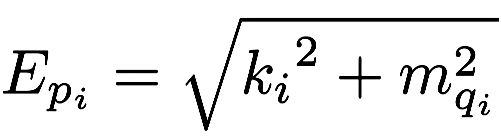 $E_{p_i} = \sqrt{{k_i}^2 + m_{q_i}^2}$